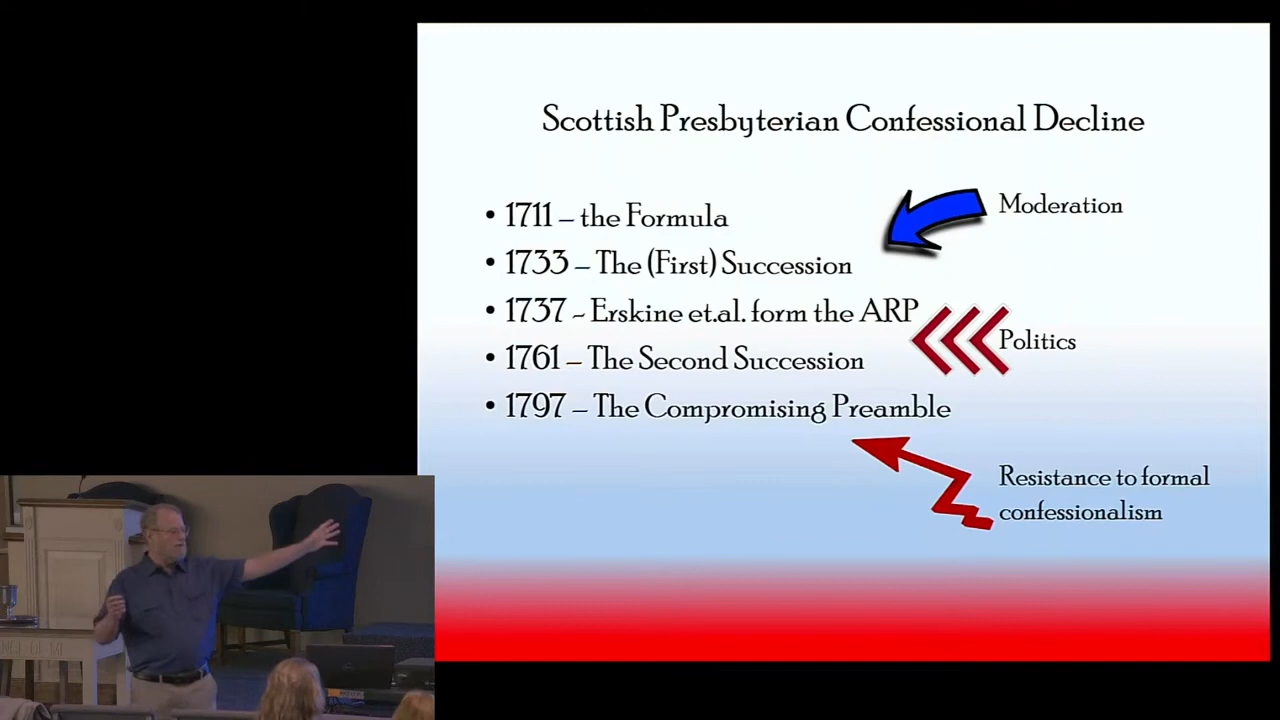 Scottish Presbyterian Confessional Decline
• 1711 – the Formula
• 1733 – The (First) Succession
• 1737 - Erskine et.al. form the ARP
• 1761 – The Second Succession
• 1797 – The Compromising Preamble
Moderation
Politics
Resistance to formal
confessionalism